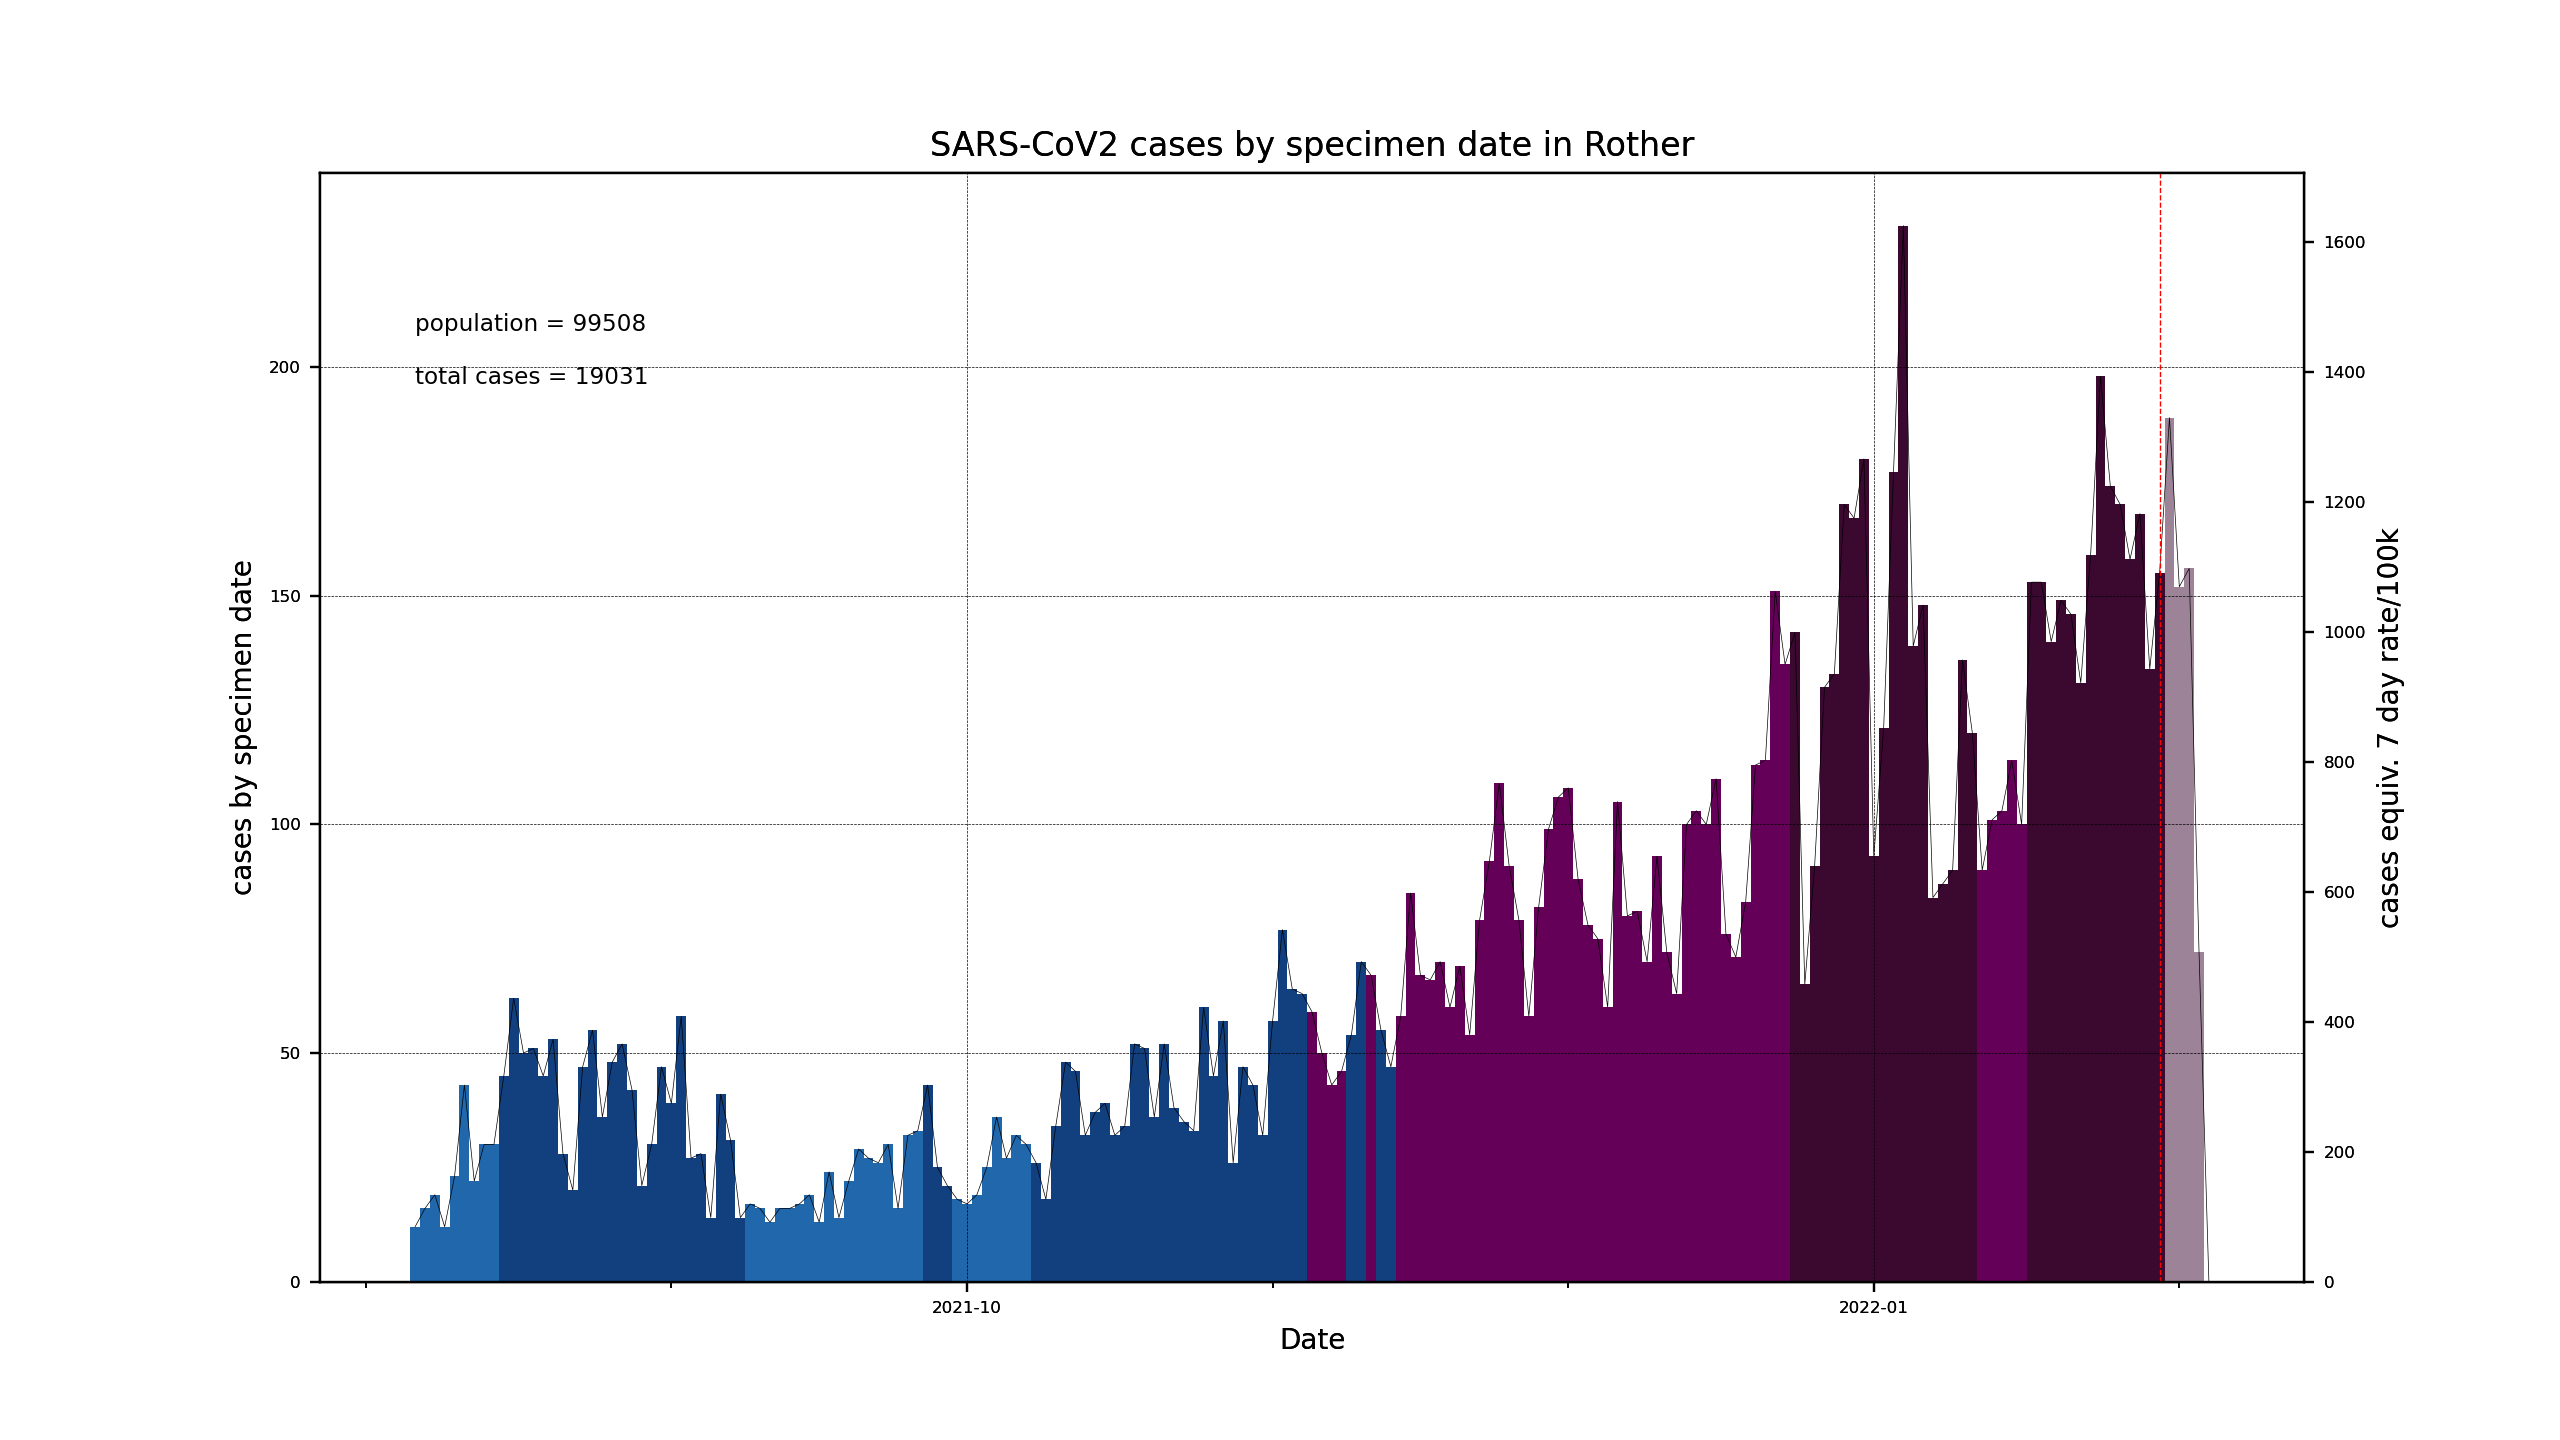 SARS-CoV2 cases by specimen date in Rother
population = 99508
total cases = 19031
cases by specimen date
200
150
100
50
0
1600
1400
1200
1000
800
600
400
200
0
cases equiv. 7 day rate/100k
2021-10
2022-01
Date